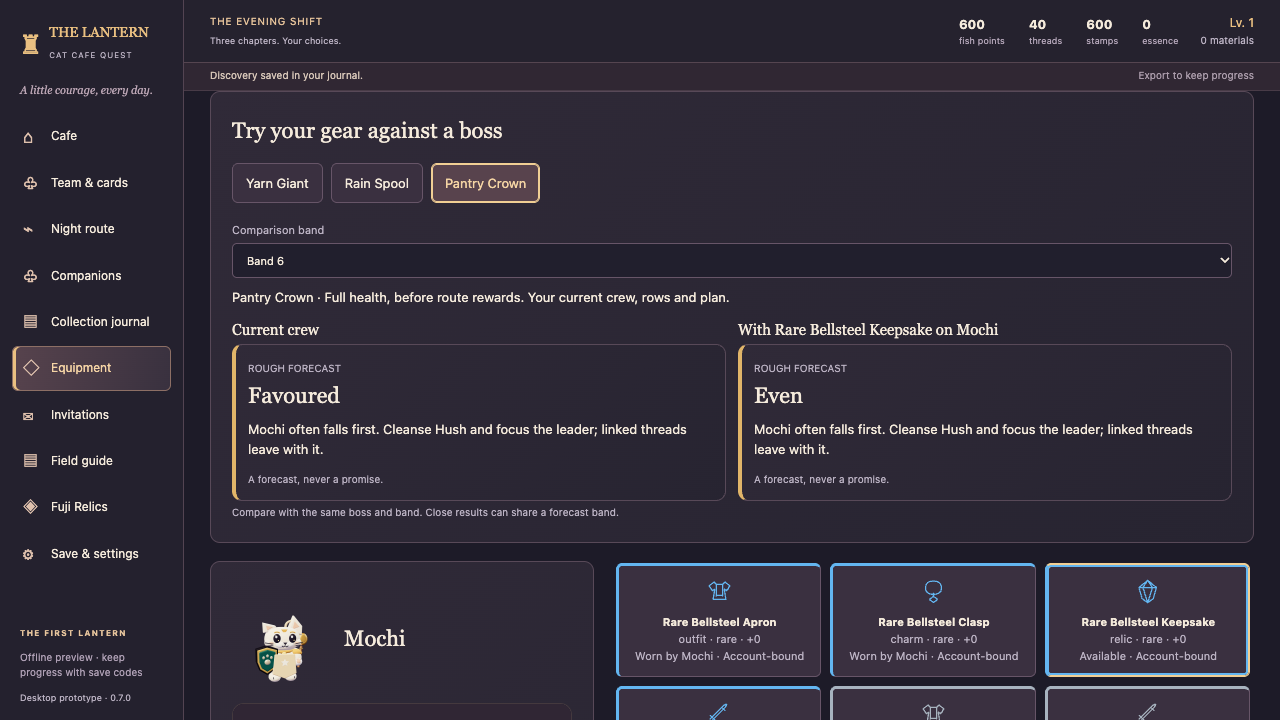 THE LANTERN
CAT CAFE QUEST
A little courage, every day.
Cafe
Team & cards
Night route
Companions
Collection journal
Equipment
Invitations
Field guide
Fuji Relics
Save & settings
THE FIRST LANTERN
Offline preview · keep
progress with save codes
Desktop prototype · 0.7.0
THE EVENING SHIFT
Three chapters. Your choices.
600
fish points
40
threads
600
stamps
0
essence
Lv. 1
0 materials
Discovery saved in your journal.
Export to keep progress
Try your gear against a boss
Yarn Giant
Rain Spool
Pantry Crown
Comparison band
Band 6
Pantry Crown · Full health, before route rewards. Your current crew, rows and plan.
Current crew
ROUGH FORECAST
Favoured
Mochi often falls first. Cleanse Hush and focus the leader; linked threads
leave with it.
A forecast, never a promise.
With Rare Bellsteel Keepsake on Mochi
ROUGH FORECAST
Even
Mochi often falls first. Cleanse Hush and focus the leader; linked threads
leave with it.
A forecast, never a promise.
Compare with the same boss and band. Close results can share a forecast band.
Mochi
Rare Bellsteel Apron
outfit · rare · +0
Worn by Mochi · Account-bound
Rare Bellsteel Clasp
charm · rare · +0
Worn by Mochi · Account-bound
Rare Bellsteel Keepsake
relic · rare · +0
Available · Account-bound